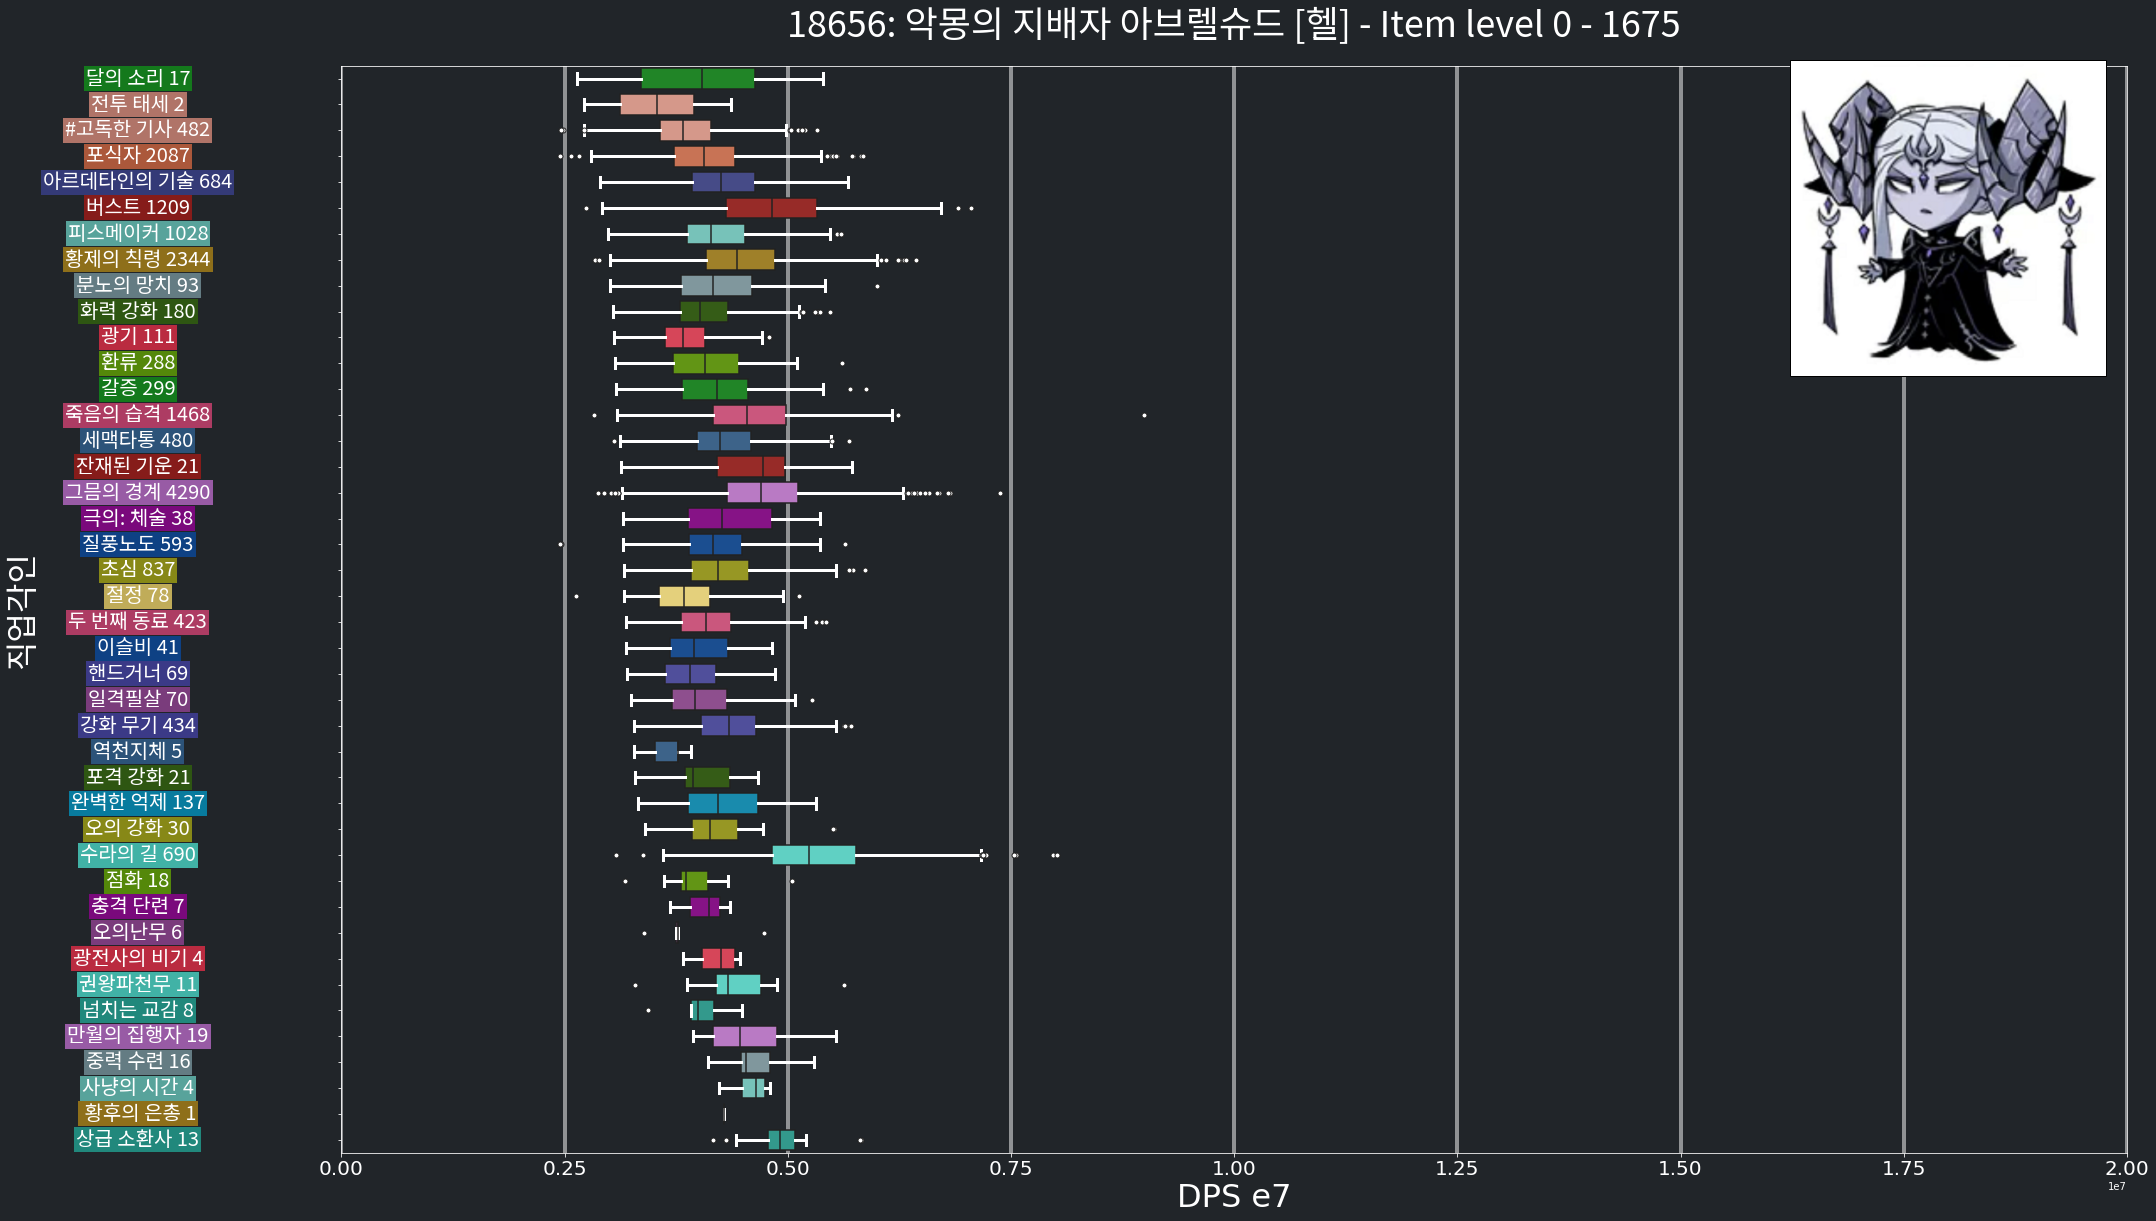 18656: 악몽의 지배자 아브렐슈드 [헬] - Item level 0 - 1675
직업각인
달의 소리 17
전투 태세 2
#고독한 기사 482
포식자 2087
아르데타인의 기술 684
버스트 1209
피스메이커 1028
황제의 칙령 2344
분노의 망치 93
화력 강화 180
광기 111
환류 288
갈증 299
죽음의 습격 1468
세맥타통 480
잔재된 기운 21
그믐의 경계 4290
극의: 체술 38
질풍노도 593
초심 837
절정 78
두 번째 동료 423
이슬비 41
핸드거너 69
일격필살 70
강화 무기 434
역천지체 5
포격 강화 21
완벽한 억제 137
오의 강화 30
수라의 길 690
점화 18
충격 단련 7
오의난무 6
광전사의 비기 4
권왕파천무 11
넘치는 교감 8
만월의 집행자 19
중력 수련 16
사냥의 시간 4
황후의 은총 1
상급 소환사 13
0.00 0.25 0.50 0.75 1.00 1.25 1.50 1.75 2.00
1e7
DPS e7